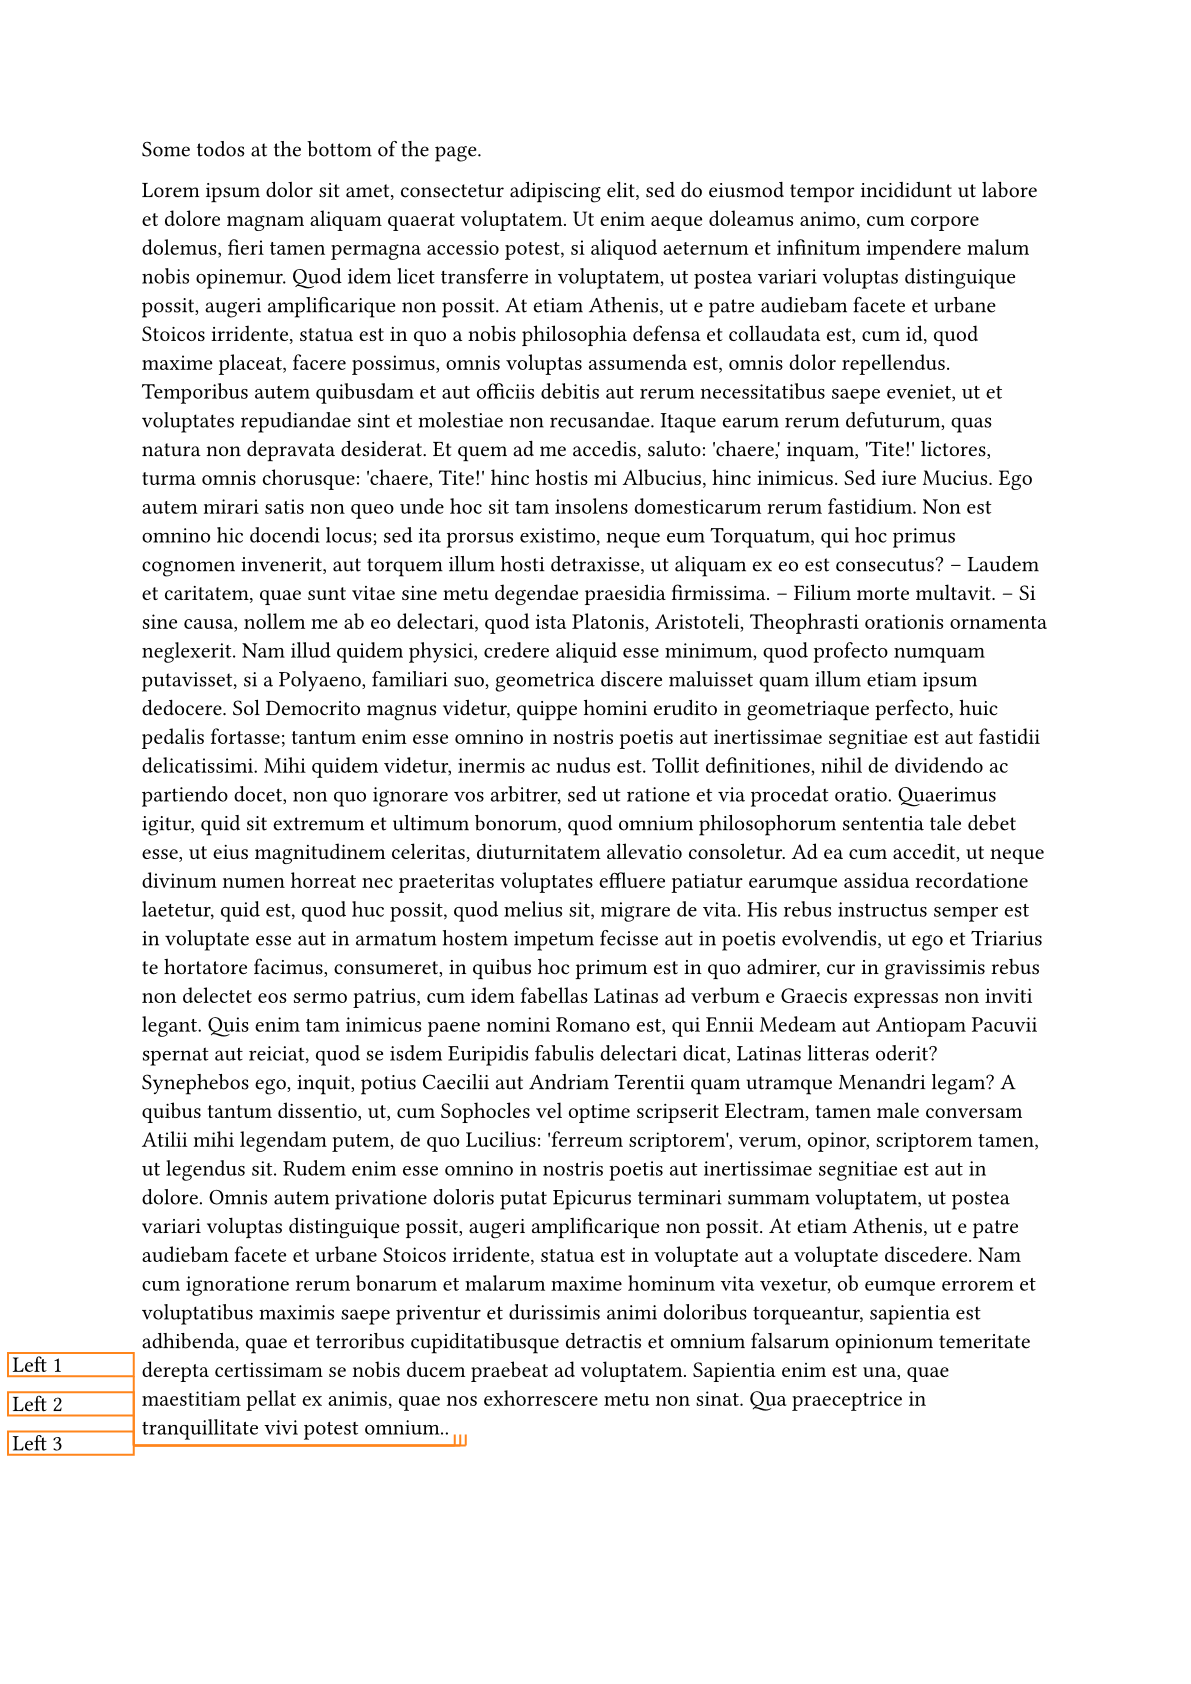 Some todos at the bottom of the page.
Lorem ipsum dolor sit amet, consectetur adipiscing elit, sed do eiusmod tempor incididunt ut labore
et dolore magnam aliquam quaerat voluptatem. Ut enim aeque doleamus animo, cum corpore
dolemus, fieri tamen permagna accessio potest, si aliquod aeternum et infinitum impendere malum
nobis opinemur. Quod idem licet transferre in voluptatem, ut postea variari voluptas distinguique
possit, augeri amplificarique non possit. At etiam Athenis, ut e patre audiebam facete et urbane
Stoicos irridente, statua est in quo a nobis philosophia defensa et collaudata est, cum id, quod
maxime placeat, facere possimus, omnis voluptas assumenda est, omnis dolor repellendus.
Temporibus autem quibusdam et aut officiis debitis aut rerum necessitatibus saepe eveniet, ut et
voluptates repudiandae sint et molestiae non recusandae. Itaque earum rerum defuturum, quas
natura non depravata desiderat. Et quem ad me accedis, saluto: 'chaere,' inquam, 'Tite!' lictores,
turma omnis chorusque: 'chaere, Tite!' hinc hostis mi Albucius, hinc inimicus. Sed iure Mucius. Ego
autem mirari satis non queo unde hoc sit tam insolens domesticarum rerum fastidium. Non est
omnino hic docendi locus; sed ita prorsus existimo, neque eum Torquatum, qui hoc primus
cognomen invenerit, aut torquem illum hosti detraxisse, ut aliquam ex eo est consecutus? – Laudem
et caritatem, quae sunt vitae sine metu degendae praesidia firmissima. – Filium morte multavit. – Si
sine causa, nollem me ab eo delectari, quod ista Platonis, Aristoteli, Theophrasti orationis ornamenta
neglexerit. Nam illud quidem physici, credere aliquid esse minimum, quod profecto numquam
putavisset, si a Polyaeno, familiari suo, geometrica discere maluisset quam illum etiam ipsum
dedocere. Sol Democrito magnus videtur, quippe homini erudito in geometriaque perfecto, huic
pedalis fortasse; tantum enim esse omnino in nostris poetis aut inertissimae segnitiae est aut fastidii
delicatissimi. Mihi quidem videtur, inermis ac nudus est. Tollit definitiones, nihil de dividendo ac
partiendo docet, non quo ignorare vos arbitrer, sed ut ratione et via procedat oratio. Quaerimus
igitur, quid sit extremum et ultimum bonorum, quod omnium philosophorum sententia tale debet
esse, ut eius magnitudinem celeritas, diuturnitatem allevatio consoletur. Ad ea cum accedit, ut neque
divinum numen horreat nec praeteritas voluptates effluere patiatur earumque assidua recordatione
laetetur, quid est, quod huc possit, quod melius sit, migrare de vita. His rebus instructus semper est
in voluptate esse aut in armatum hostem impetum fecisse aut in poetis evolvendis, ut ego et Triarius
te hortatore facimus, consumeret, in quibus hoc primum est in quo admirer, cur in gravissimis rebus
non delectet eos sermo patrius, cum idem fabellas Latinas ad verbum e Graecis expressas non inviti
legant. Quis enim tam inimicus paene nomini Romano est, qui Ennii Medeam aut Antiopam Pacuvii
spernat aut reiciat, quod se isdem Euripidis fabulis delectari dicat, Latinas litteras oderit?
Synephebos ego, inquit, potius Caecilii aut Andriam Terentii quam utramque Menandri legam? A
quibus tantum dissentio, ut, cum Sophocles vel optime scripserit Electram, tamen male conversam
Atilii mihi legendam putem, de quo Lucilius: 'ferreum scriptorem', verum, opinor, scriptorem tamen,
ut legendus sit. Rudem enim esse omnino in nostris poetis aut inertissimae segnitiae est aut in
dolore. Omnis autem privatione doloris putat Epicurus terminari summam voluptatem, ut postea
variari voluptas distinguique possit, augeri amplificarique non possit. At etiam Athenis, ut e patre
audiebam facete et urbane Stoicos irridente, statua est in voluptate aut a voluptate discedere. Nam
cum ignoratione rerum bonarum et malarum maxime hominum vita vexetur, ob eumque errorem et
voluptatibus maximis saepe priventur et durissimis animi doloribus torqueantur, sapientia est
adhibenda, quae et terroribus cupiditatibusque detractis et omnium falsarum opinionum temeritate
derepta certissimam se nobis ducem praebeat ad voluptatem. Sapientia enim est una, quae
maestitiam pellat ex animis, quae nos exhorrescere metu non sinat. Qua praeceptrice in
tranquillitate vivi potest omnium..
Left 1
Left 2
Left 3